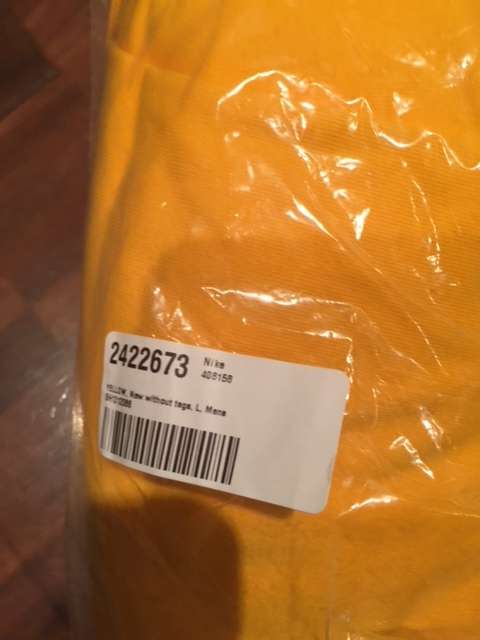 2422673
Nike
408158
YELLOW, New without tags, L, Mens